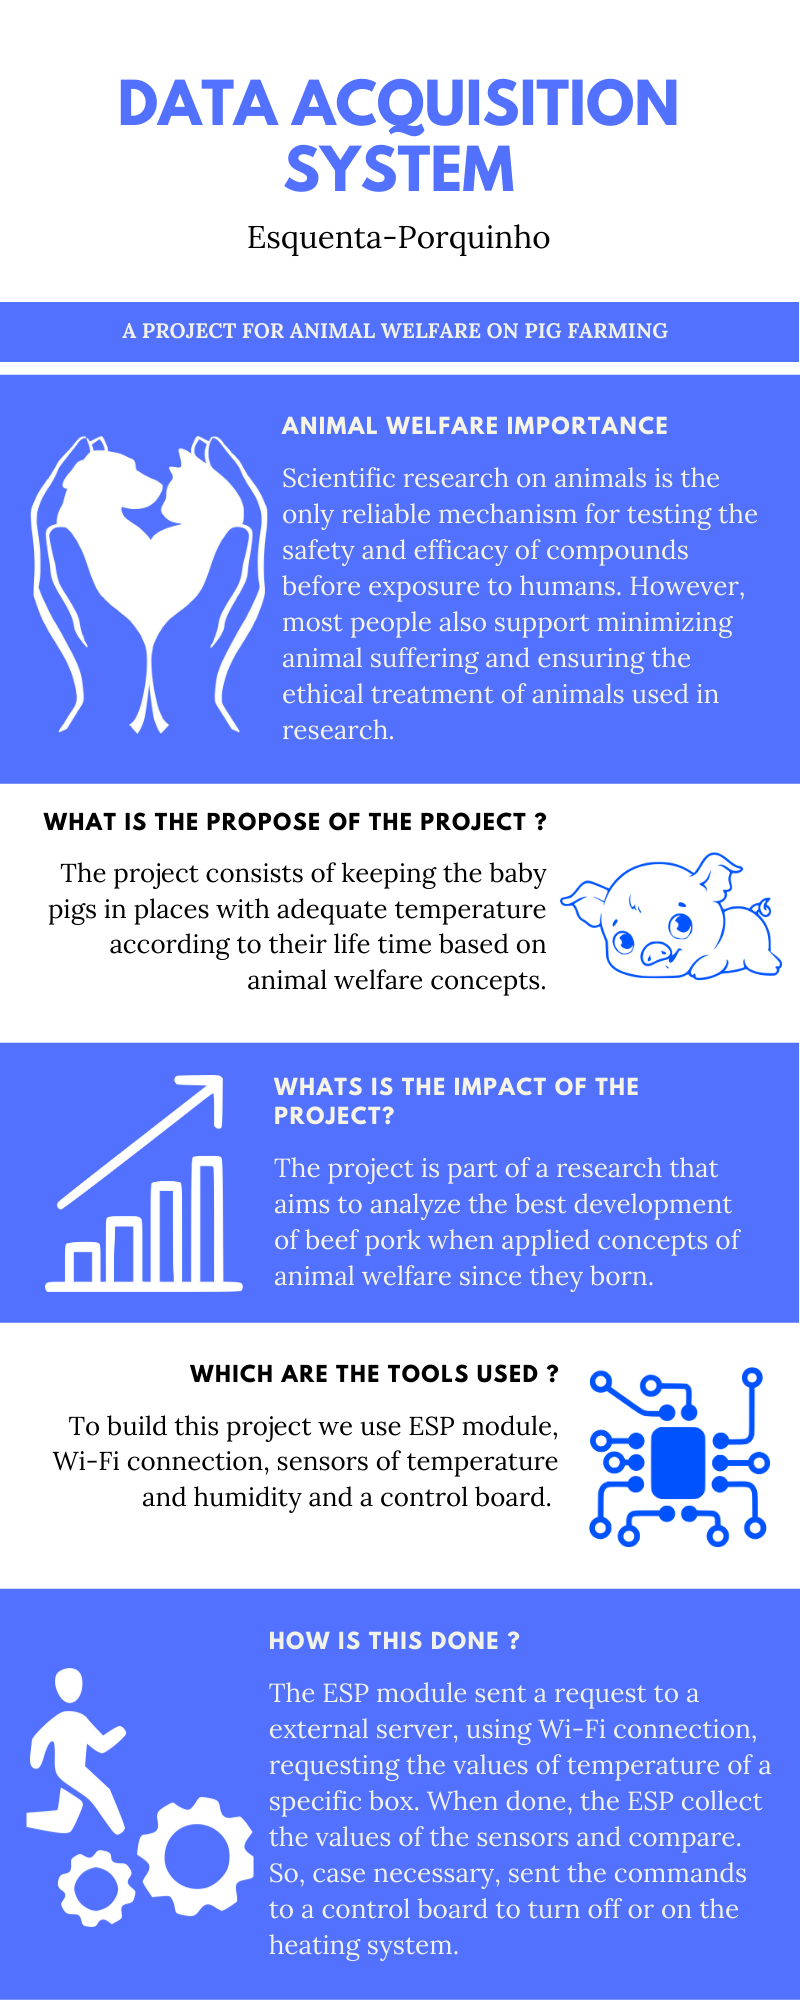 DATA ACQUISITION
SYSTEM
Esquenta-Porquinho
A PROJECT FOR ANIMAL WELFARE ON PIG FARMING
ANIMAL WELFARE IMPORTANCE
Scientific research on animals is the
only reliable mechanism for testing the
safety and efficacy of compounds
before exposure to humans. However,
most people also support minimizing
animal suffering and ensuring the
ethical treatment of animals used in
research.
WHAT IS THE PROPOSE OF THE PROJECT ?
The project consists of keeping the baby
pigs in places with adequate temperature
according to their life time based on
animal welfare concepts.
WHATS IS THE IMPACT OF THE
PROJECT?
The project is part of a research that
aims to analyze the best development
of beef pork when applied concepts of
animal welfare since they born.
WHICH ARE THE TOOLS USED ?
To build this project we use ESP module,
Wi-Fi connection, sensors of temperature
and humidity and a control board.
HOW IS THIS DONE ?
The ESP module sent a request to a
external server, using Wi-Fi connection,
requesting the values of temperature of a
specific box. When done, the ESP collect
the values of the sensors and compare.
So, case necessary, sent the commands
to a control board to turn off or on the
heating system.